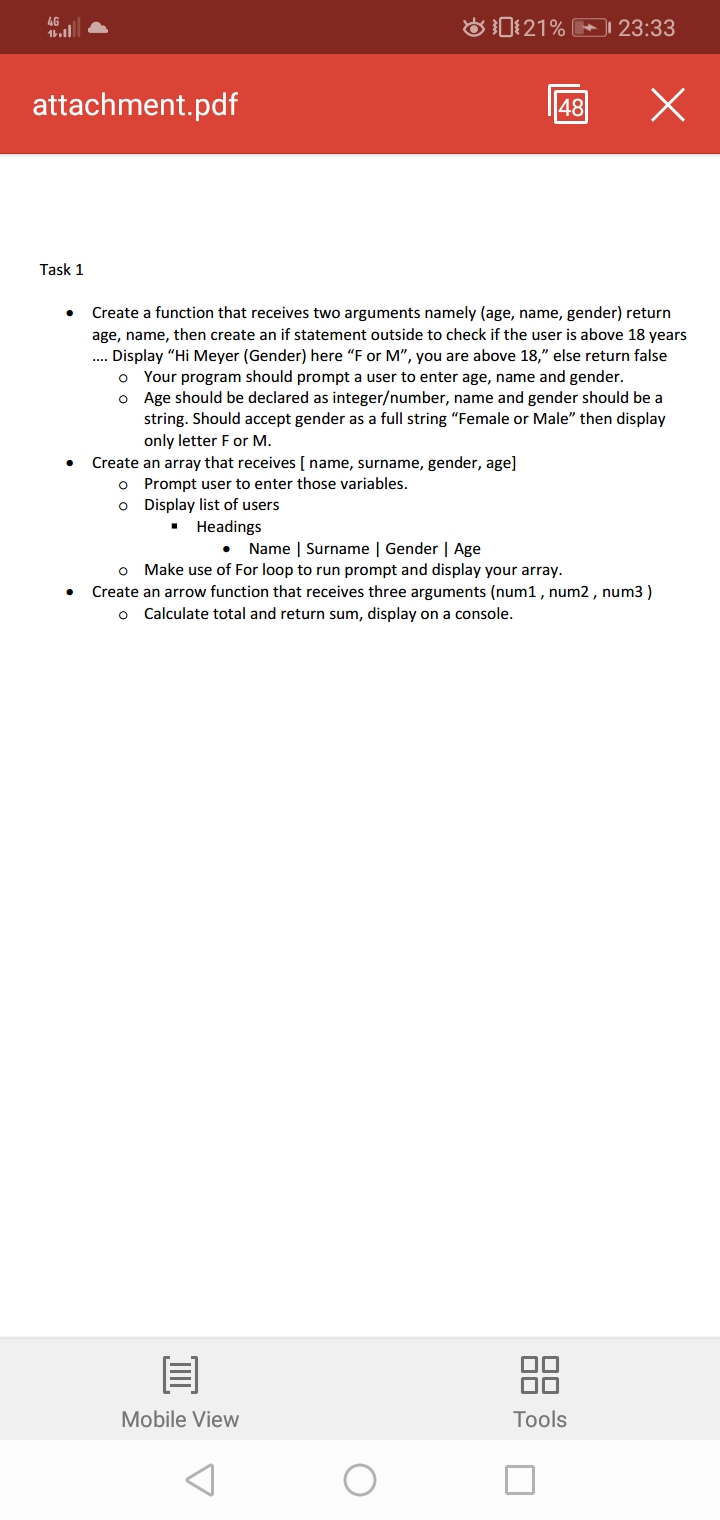 4G 21% 23:33
attachment.pdf 48
Task 1
• Create a function that receives two arguments namely (age, name, gender) return
age, name, then create an if statement outside to check if the user is above 18 years
.... Display “Hi Meyer (Gender) here “F or M”, you are above 18,” else return false
o Your program should prompt a user to enter age, name and gender.
o Age should be declared as integer/number, name and gender should be a
string. Should accept gender as a full string “Female or Male” then display
only letter F or M.
• Create an array that receives [ name, surname, gender, age]
o Prompt user to enter those variables.
o Display list of users
▪ Headings
• Name | Surname | Gender | Age
o Make use of For loop to run prompt and display your array.
• Create an arrow function that receives three arguments (num1 , num2 , num3 )
o Calculate total and return sum, display on a console.
Mobile View Tools